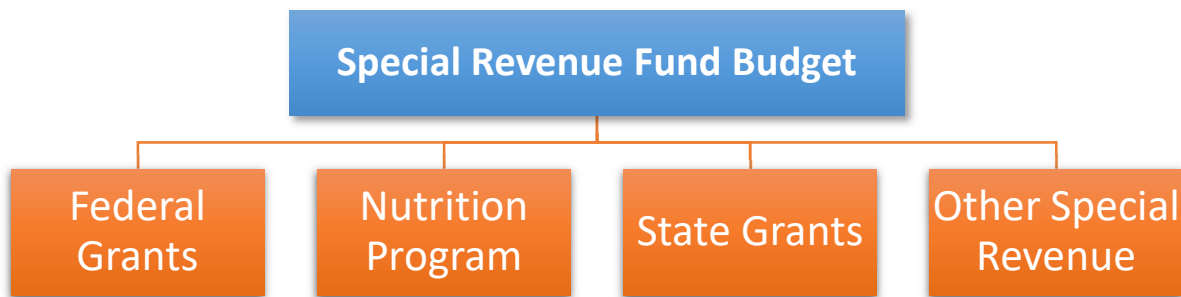 Special Revenue Fund Budget
Federal
Grants
Nutrition
Program
State Grants
Other Special
Revenue